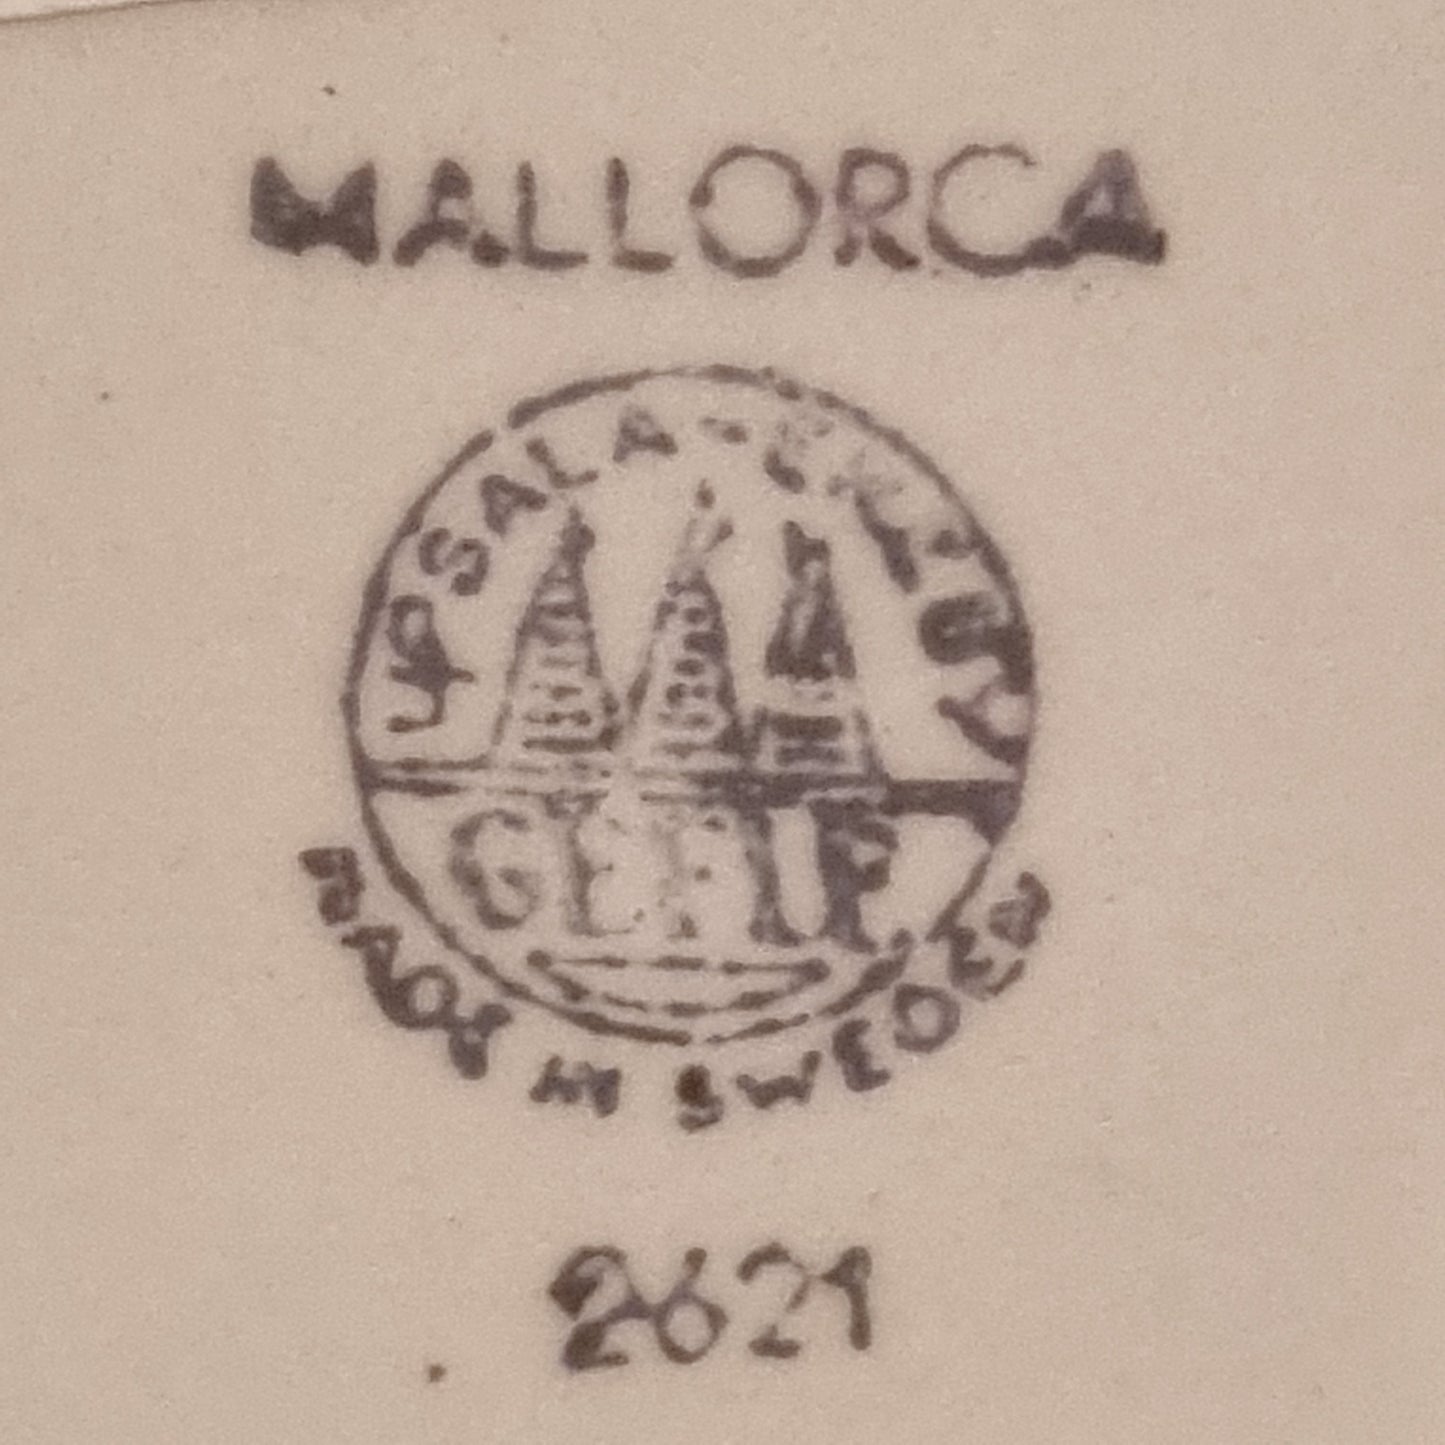 MALLORCA
UPSALA-EKEBY
GEFLE
MADE IN SWEDEN
2621